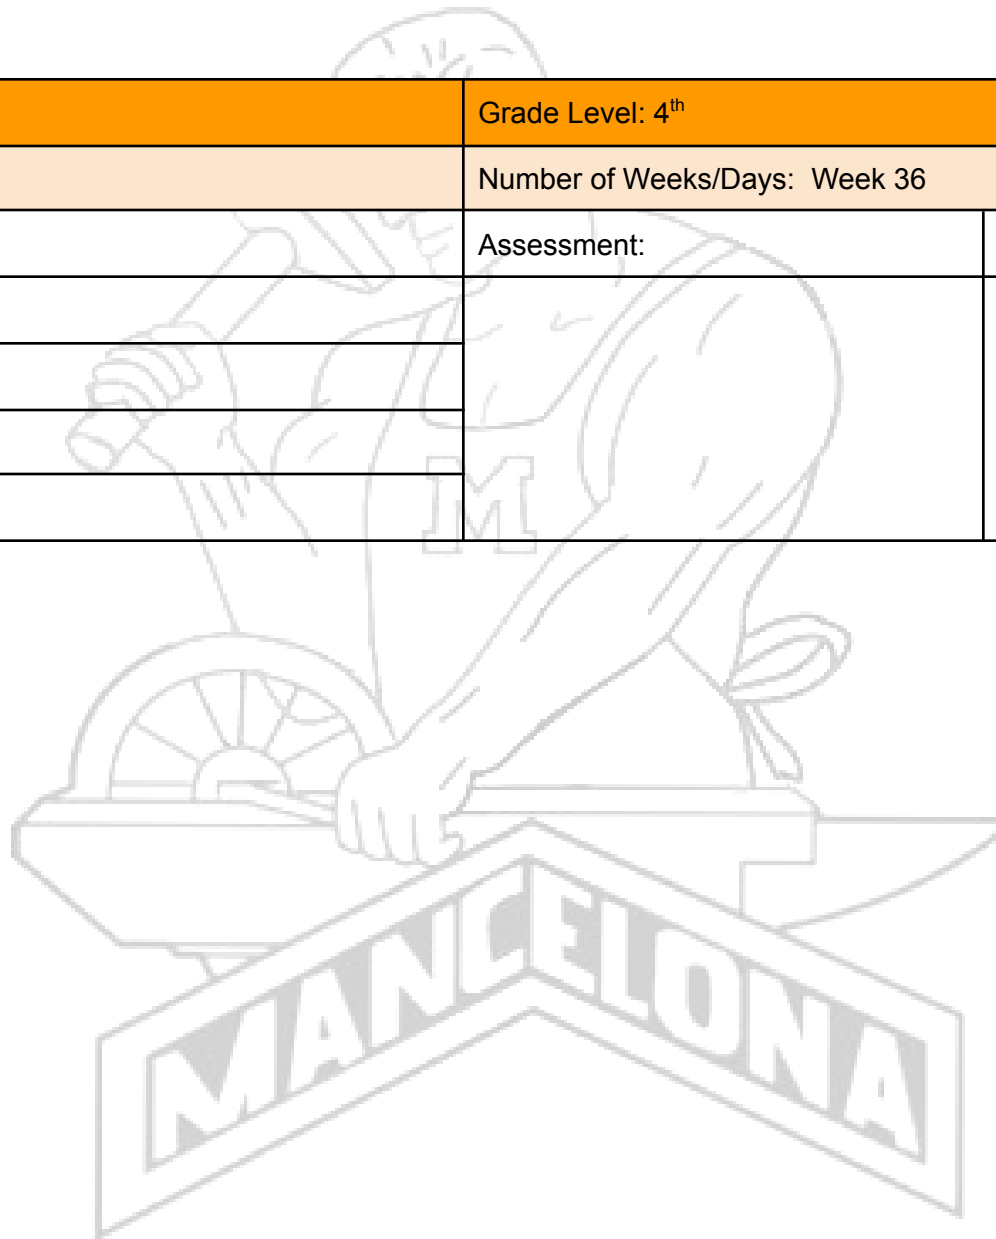 Grade Level: 4th
Number of Weeks/Days: Week 36
Assessment:
M
MANCELONA